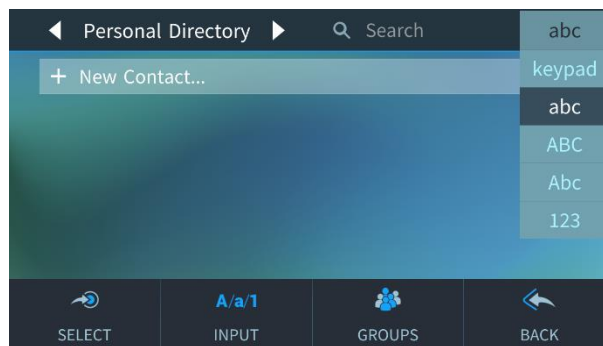 Personal Directory
Search
abc
+ New Contact...
keypad
abc
ABC
Abc
123
A/a/1
SELECT
INPUT
GROUPS
BACK